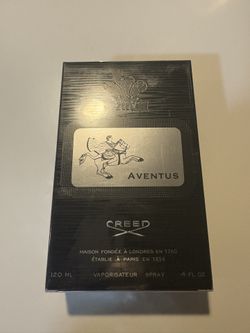 AVENTUS
CREED
MAISON FONDÉE À LONDRES EN 1760
ÉTABLIE À PARIS EN 1854
120 ML VAPORISATEUR SPRAY 4 FL.OZ